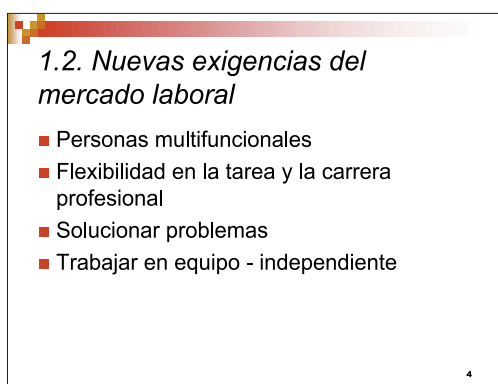 1.2. Nuevas exigencias del
mercado laboral
Personas multifuncionales
Flexibilidad en la tarea y la carrera
profesional
Solucionar problemas
Trabajar en equipo - independiente
4